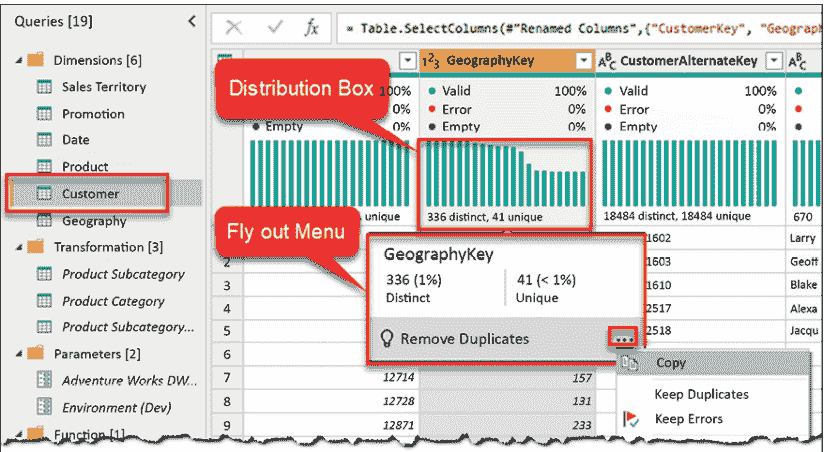 Queries [19]
Dimensions [6]
Sales Territory
Promotion
Date
Product
Customer
Geography
Transformation [3]
Product Subcategory
Product Category
Product Subcategory...
Parameters [2]
Adventure Works DW...
Environment (Dev)
Function [1]
fx = Table.SelectColumns(#"Renamed Columns",{"CustomerKey", "Geograph
1²3 GeographyKey ABC CustomerAlternateKey ABC
100% Valid 100% Valid 100%
0% Error 0% Error 0%
Empty 0% Empty 0% Empty 0%
Distribution Box
unique 336 distinct, 41 unique 18484 distinct, 18484 unique 670
Fly out Menu
1602 Larry
2 1603 Geoff
3 1610 Blake
4 2517 Alexa
5 2518 Jacqu
GeographyKey
336 (1%) 41 (< 1%)
Distinct Unique
Remove Duplicates ...
6
7 12714 157
8 12728 131
9 12871 233
Copy
Keep Duplicates
Keep Errors